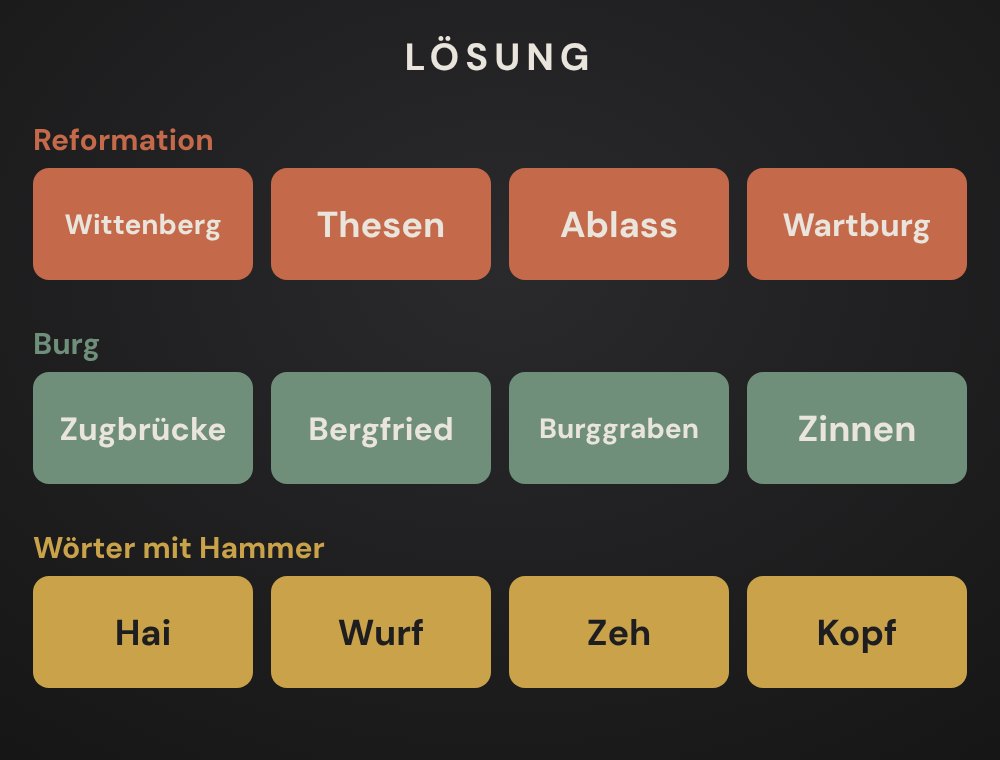 LÖSUNG
Reformation
Wittenberg Thesen Ablass Wartburg
Burg
Zugbrücke Bergfried Burggraben Zinnen
Wörter mit Hammer
Hai Wurf Zeh Kopf